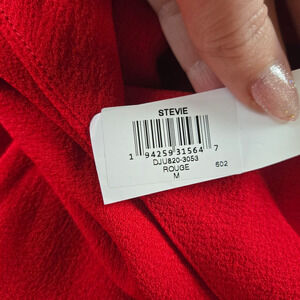 STEVIE
1 94259 31564 7
DJU820-3053
ROUGE 602
M